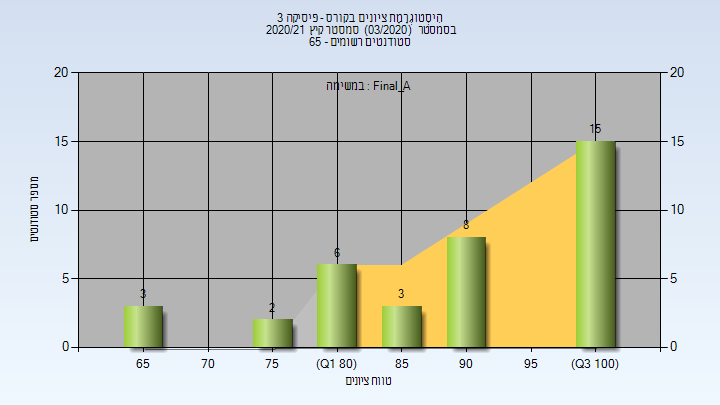 היסטוגרמת ציונים בקורס - פיסיקה 3
בסמסטר (03/2020) סמסטר קיץ 2020/21
סטודנטים רשומים - 65
במשימה : Final_A
20
15
10
5
0
20
15
10
5
0
מספר סטודנטים
3
2
6
3
8
15
65
70
75
(Q1 80)
85
90
95
(Q3 100)
טווח ציונים